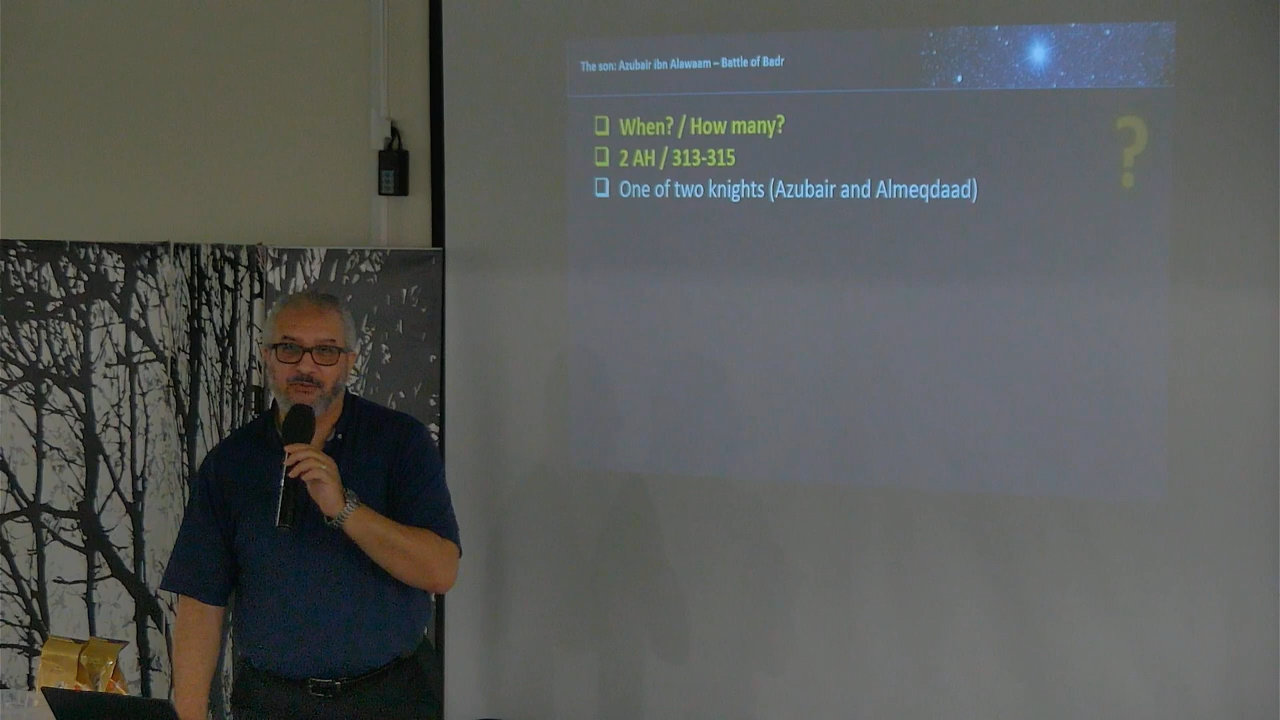 The son: Azubair ibn Alawaam – Battle of Badr
When? / How many?
2 AH / 313-315
One of two knights (Azubair and Almeqdaad)
?